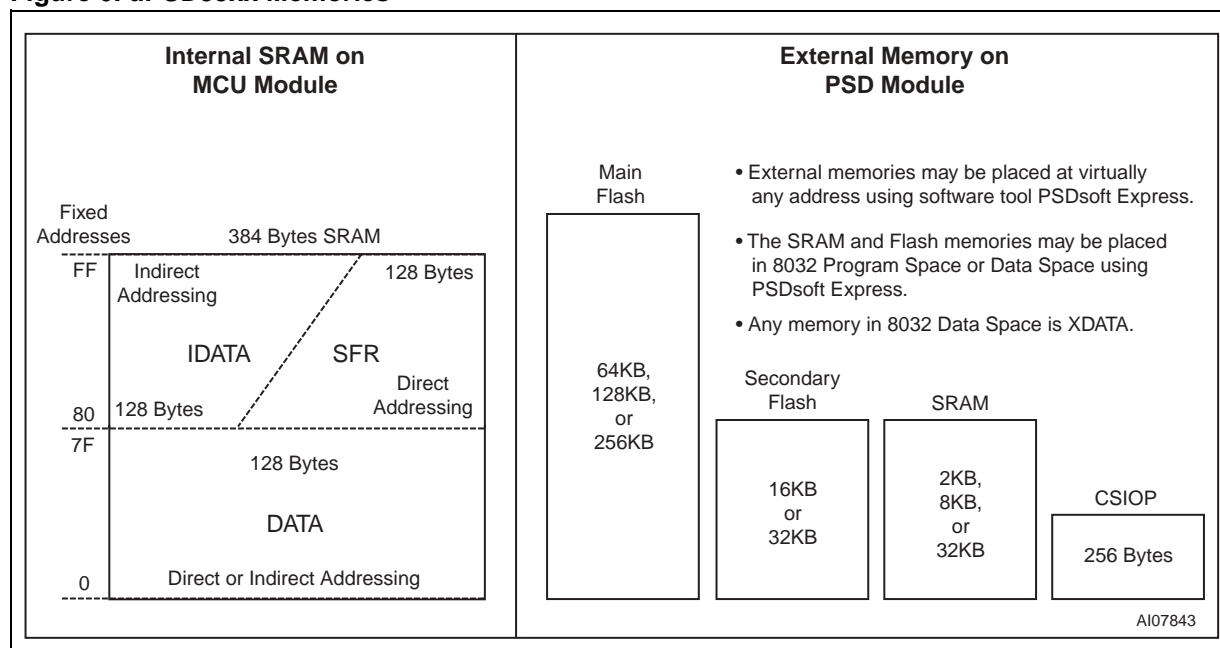 Internal SRAM on
MCU Module
Fixed
Addresses
384 Bytes SRAM
FF
Indirect
Addressing
128 Bytes
IDATA
SFR
Direct
Addressing
128 Bytes
80
7F
128 Bytes
DATA
0
Direct or Indirect Addressing
External Memory on
PSD Module
Main
Flash
64KB,
128KB,
or
256KB
• External memories may be placed at virtually
any address using software tool PSDsoft Express.
• The SRAM and Flash memories may be placed
in 8032 Program Space or Data Space using
PSDsoft Express.
• Any memory in 8032 Data Space is XDATA.
Secondary
Flash
16KB
or
32KB
SRAM
2KB,
8KB,
or
32KB
CSIOP
256 Bytes
AI07843